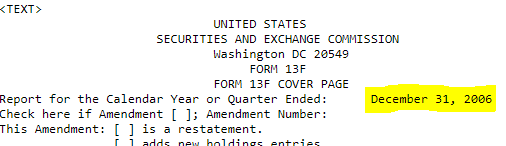 <TEXT>
UNITED STATES
SECURITIES AND EXCHANGE COMMISSION
Washington DC 20549
FORM 13F
FORM 13F COVER PAGE
Report for the Calendar Year or Quarter Ended: December 31, 2006
Check here if Amendment [ ]; Amendment Number:
This Amendment: [ ] is a restatement.
[ ] adds new holdings entries